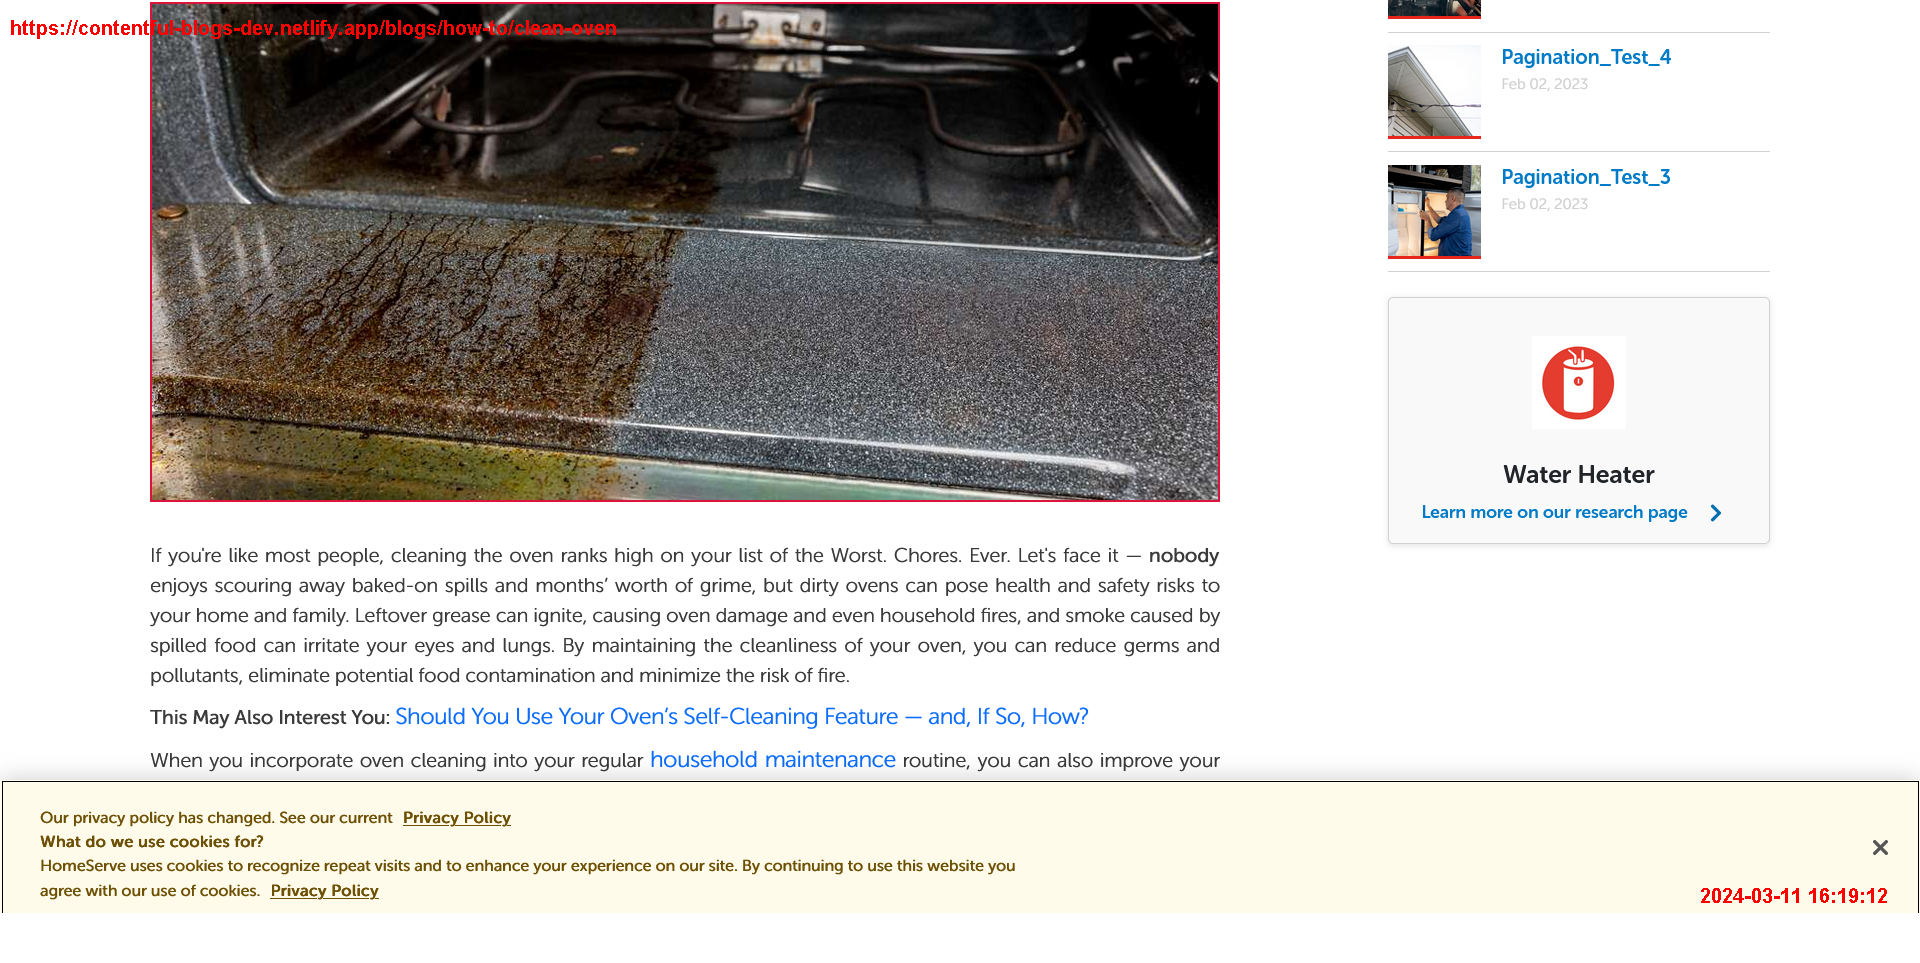 https://contentful-blogs-dev.netlify.app/blogs/how-to/clean-oven
Pagination_Test_4
Feb 02, 2023
Pagination_Test_3
Feb 02, 2023
Water Heater
Learn more on our research page
If you're like most people, cleaning the oven ranks high on your list of the Worst. Chores. Ever. Let's face it — nobody
enjoys scouring away baked-on spills and months’ worth of grime, but dirty ovens can pose health and safety risks to
your home and family. Leftover grease can ignite, causing oven damage and even household fires, and smoke caused by
spilled food can irritate your eyes and lungs. By maintaining the cleanliness of your oven, you can reduce germs and
pollutants, eliminate potential food contamination and minimize the risk of fire.
This May Also Interest You: Should You Use Your Oven’s Self-Cleaning Feature — and, If So, How?
When you incorporate oven cleaning into your regular household maintenance routine, you can also improve your
Our privacy policy has changed. See our current Privacy Policy
What do we use cookies for?
HomeServe uses cookies to recognize repeat visits and to enhance your experience on our site. By continuing to use this website you
agree with our use of cookies. Privacy Policy
2024-03-11 16:19:12